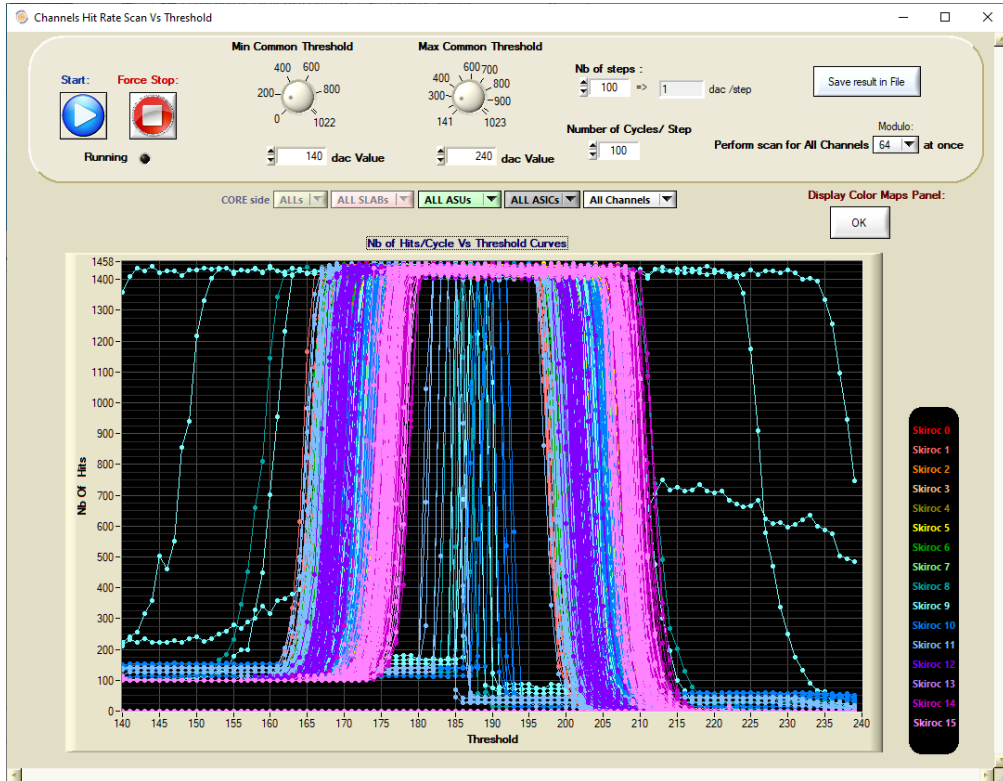 Channels Hit Rate Scan Vs Threshold
Start:
Force Stop:
Running
Min Common Threshold
0
200
400
600
800
1022
140 dac Value
Max Common Threshold
141
300
400
600
700
800
900
1023
240 dac Value
Nb of steps :
100 => 1 dac /step
Number of Cycles/ Step
100
Save result in File
Modulo:
Perform scan for All Channels 64 at once
CORE side ALLs ALL SLABs ALL ASUs ALL ASICs All Channels
Display Color Maps Panel:
OK
Nb of Hits/Cycle Vs Threshold Curves
Nb Of Hits
1458
1400
1300
1200
1100
1000
900
800
700
600
500
400
300
200
100
0
140 145 150 155 160 165 170 175 180 185 190 195 200 205 210 215 220 225 230 235 240
Threshold
Skiroc 0
Skiroc 1
Skiroc 2
Skiroc 3
Skiroc 4
Skiroc 5
Skiroc 6
Skiroc 7
Skiroc 8
Skiroc 9
Skiroc 10
Skiroc 11
Skiroc 12
Skiroc 13
Skiroc 14
Skiroc 15